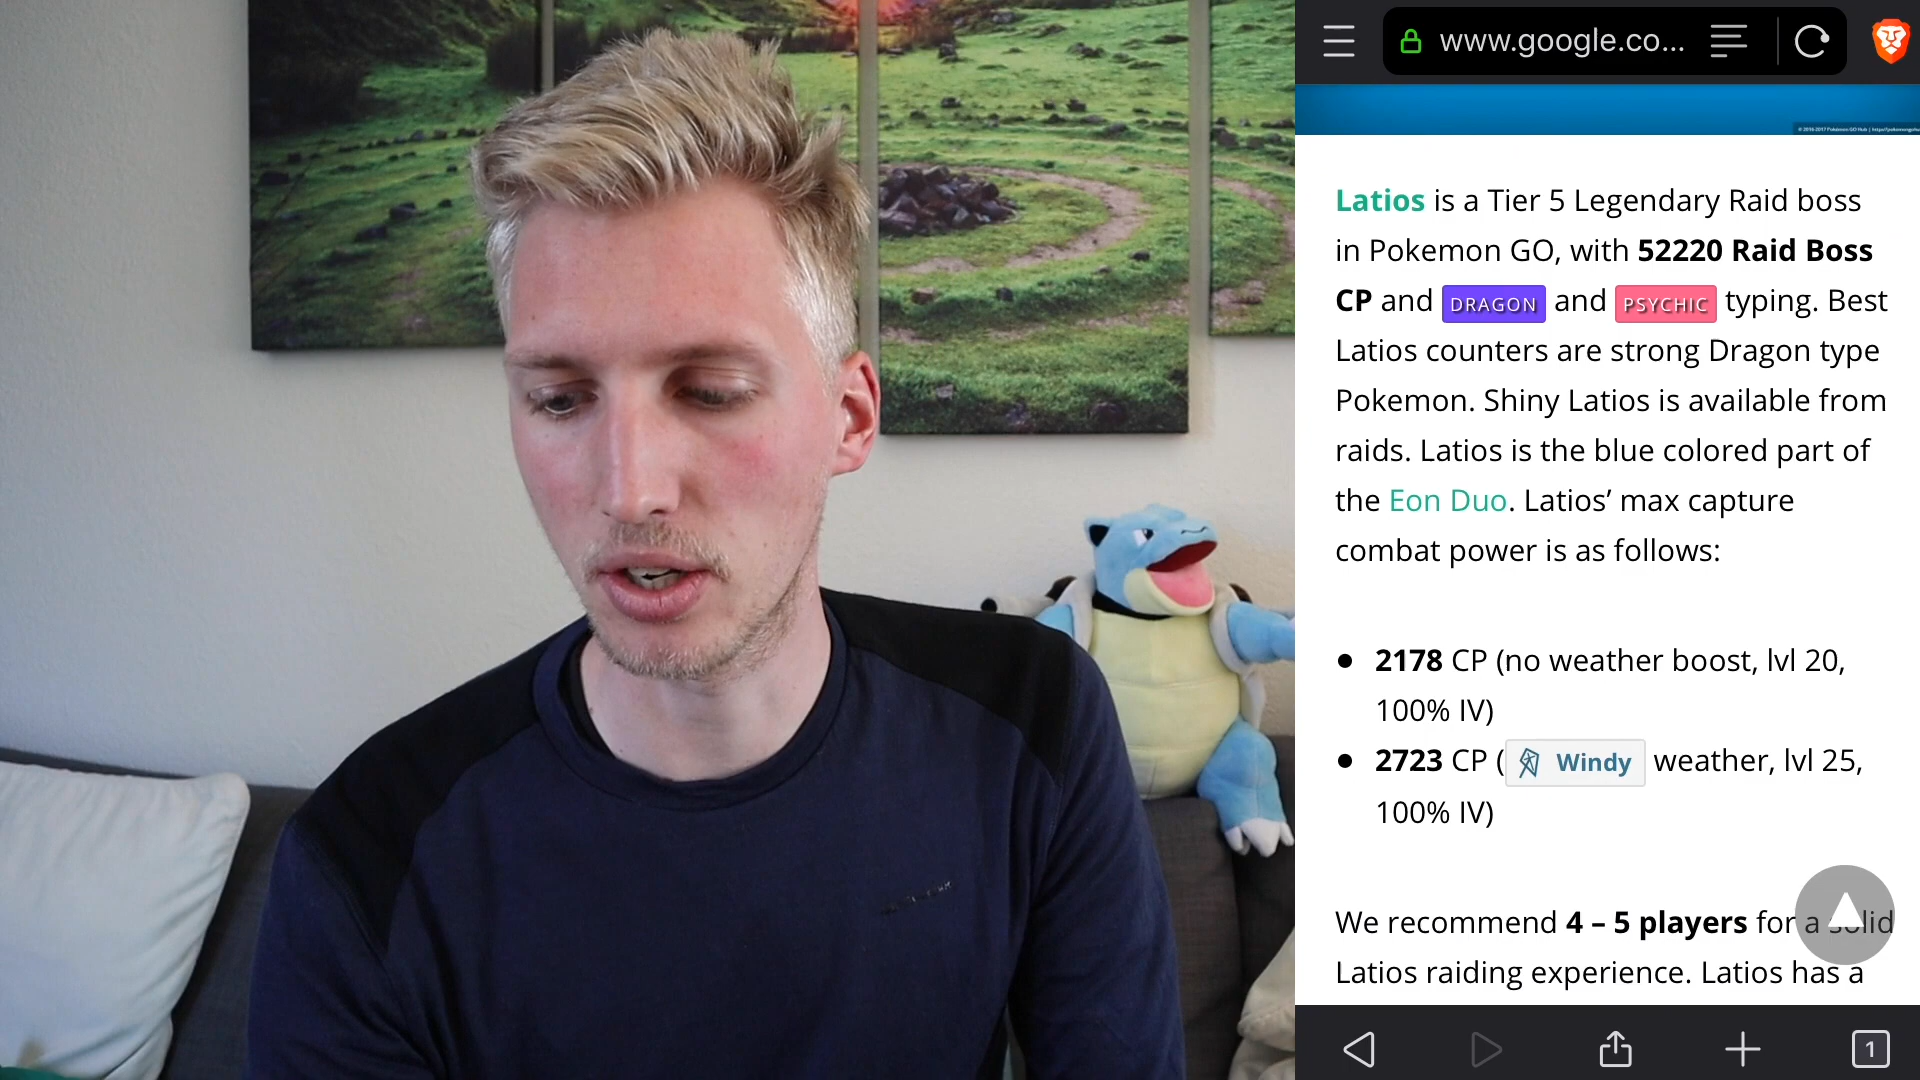 www.google.co...
Latios is a Tier 5 Legendary Raid boss
in Pokemon GO, with 52220 Raid Boss
CP and DRAGON and PSYCHIC typing. Best
Latios counters are strong Dragon type
Pokemon. Shiny Latios is available from
raids. Latios is the blue colored part of
the Eon Duo. Latios’ max capture
combat power is as follows:
● 2178 CP (no weather boost, lvl 20,
100% IV)
● 2723 CP ( Windy weather, lvl 25,
100% IV)
We recommend 4 – 5 players for a solid
Latios raiding experience. Latios has a
1